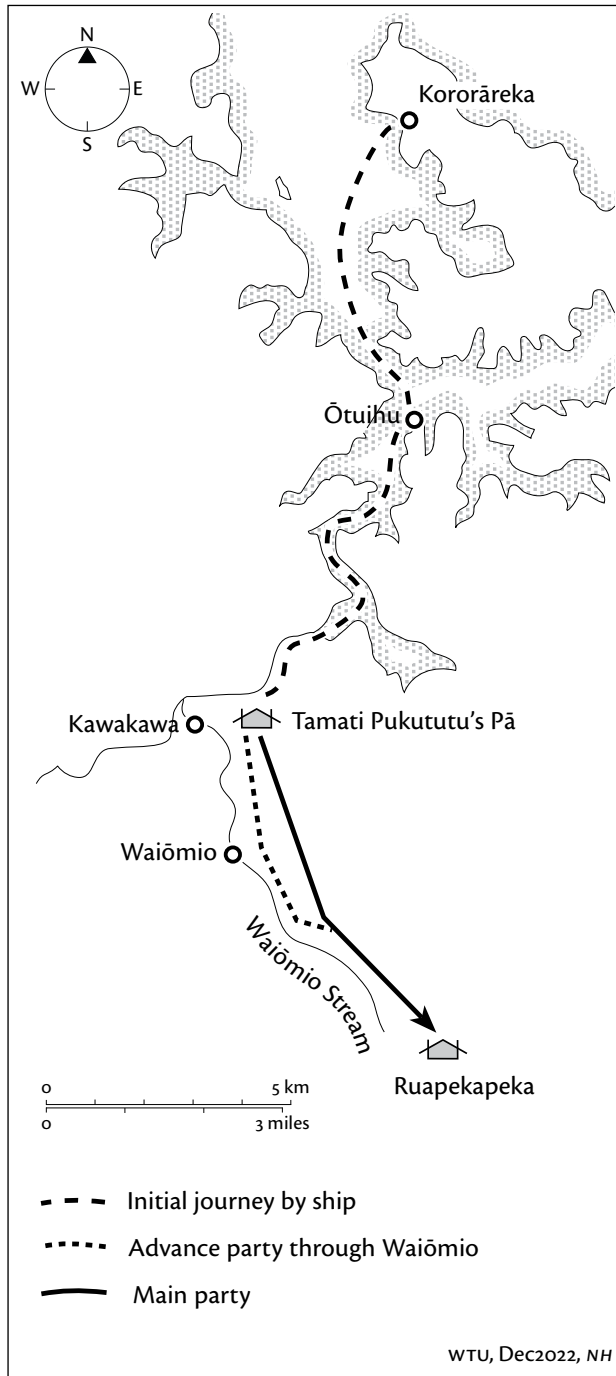 N
W E
S
Kororāreka
Ōtuihu
Kawakawa
Tamati Pukututu's Pā
Waiōmio
Waiōmio Stream
Ruapekapeka
0 5 km
0 3 miles
Initial journey by ship
Advance party through Waiōmio
Main party
WTU, Dec2022, NH